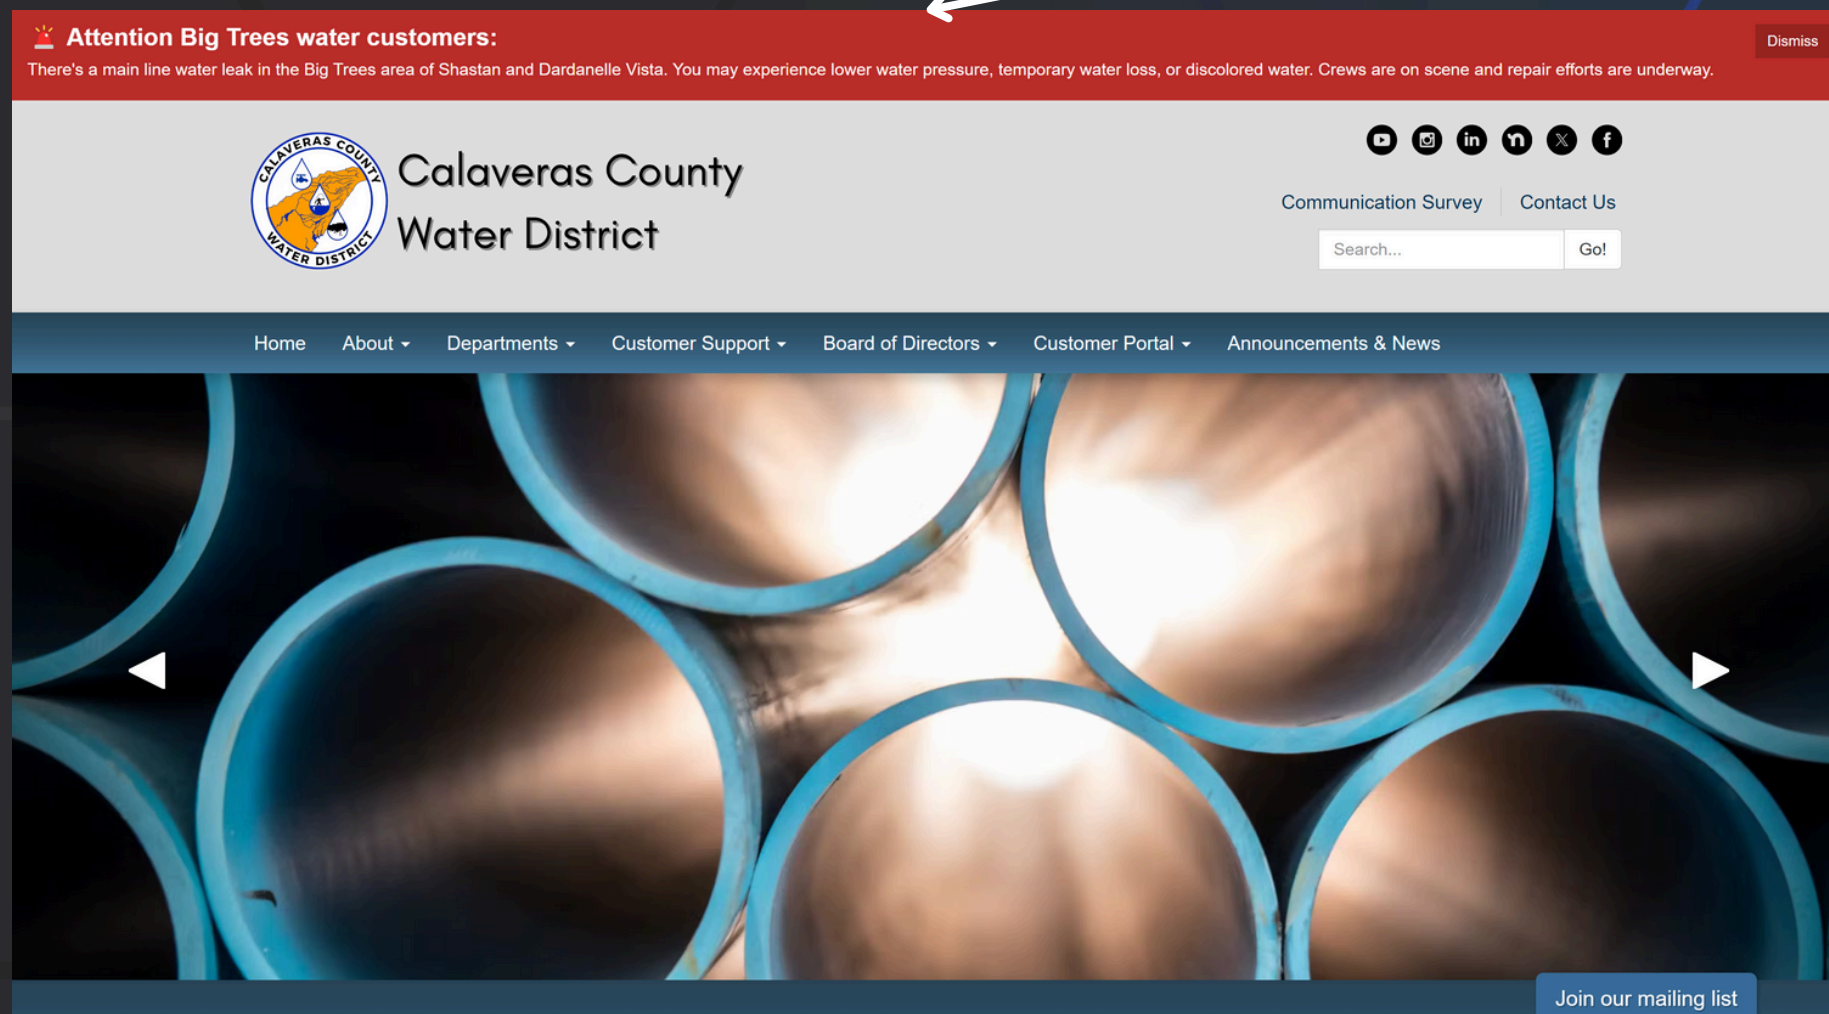 Attention Big Trees water customers:
Dismiss
There's a main line water leak in the Big Trees area of Shastan and Dardanelle Vista. You may experience lower water pressure, temporary water loss, or discolored water. Crews are on scene and repair efforts are underway.
CALAVERAS COUNTY
WATER DISTRICT
Calaveras County
Water District
in
X
f
Communication Survey
Contact Us
Search...
Go!
Home
About
Departments
Customer Support
Board of Directors
Customer Portal
Announcements & News
Join our mailing list